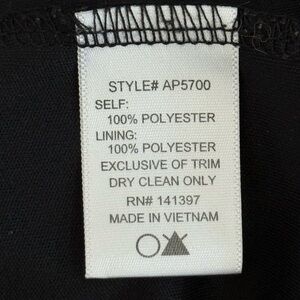 STYLE# AP5700
SELF:
100% POLYESTER
LINING:
100% POLYESTER
EXCLUSIVE OF TRIM
DRY CLEAN ONLY
RN# 141397
MADE IN VIETNAM